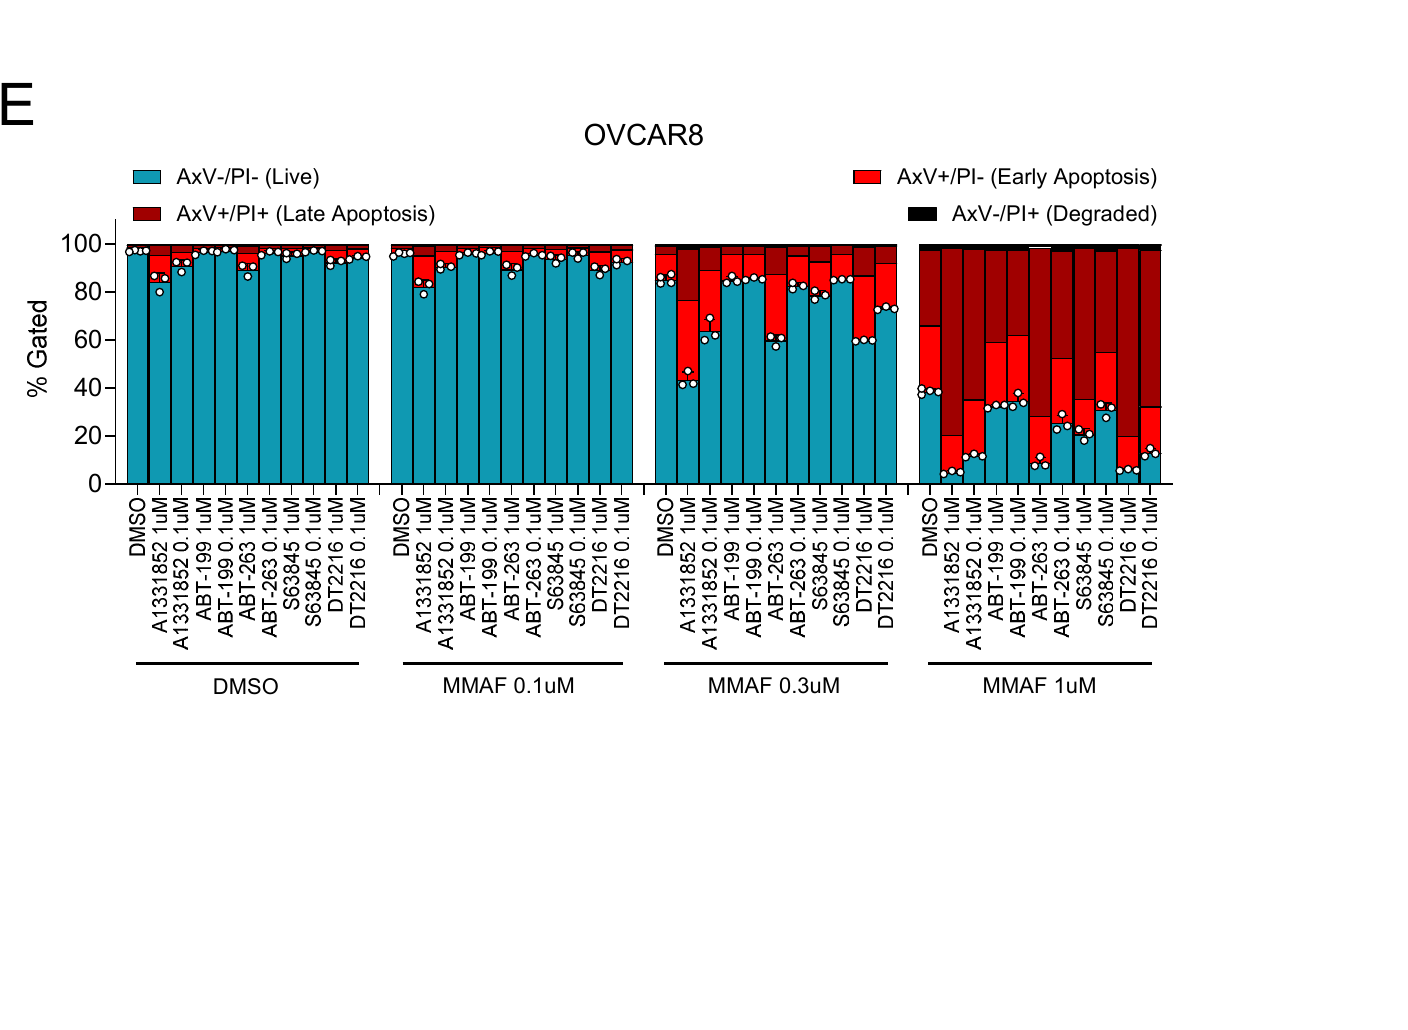 E
OVCAR8
AxV-/PI- (Live)
AxV+/PI- (Early Apoptosis)
AxV+/PI+ (Late Apoptosis)
AxV-/PI+ (Degraded)
% Gated
100
80
60
40
20
0
DMSO
A1331852 1uM
A1331852 0.1uM
ABT-199 1uM
ABT-199 0.1uM
ABT-263 1uM
ABT-263 0.1uM
S63845 1uM
S63845 0.1uM
DT2216 1uM
DT2216 0.1uM
DMSO
A1331852 1uM
A1331852 0.1uM
ABT-199 1uM
ABT-199 0.1uM
ABT-263 1uM
ABT-263 0.1uM
S63845 1uM
S63845 0.1uM
DT2216 1uM
DT2216 0.1uM
DMSO
A1331852 1uM
A1331852 0.1uM
ABT-199 1uM
ABT-199 0.1uM
ABT-263 1uM
ABT-263 0.1uM
S63845 1uM
S63845 0.1uM
DT2216 1uM
DT2216 0.1uM
DMSO
A1331852 1uM
A1331852 0.1uM
ABT-199 1uM
ABT-199 0.1uM
ABT-263 1uM
ABT-263 0.1uM
S63845 1uM
S63845 0.1uM
DT2216 1uM
DT2216 0.1uM
DMSO
MMAF 0.1uM
MMAF 0.3uM
MMAF 1uM